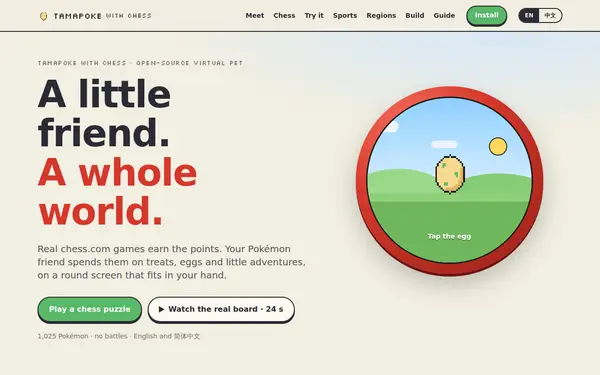 TAMAPOKE WITH CHESS
Meet Chess Try it Sports Regions Build Guide Install EN 中文
TAMAPOKE WITH CHESS · OPEN-SOURCE VIRTUAL PET
A little
friend.
A whole
world.
Real chess.com games earn the points. Your Pokémon
friend spends them on treats, eggs and little adventures,
on a round screen that fits in your hand.
Play a chess puzzle ▶ Watch the real board · 24 s
1,025 Pokémon · no battles · English and 简体中文
Tap the egg